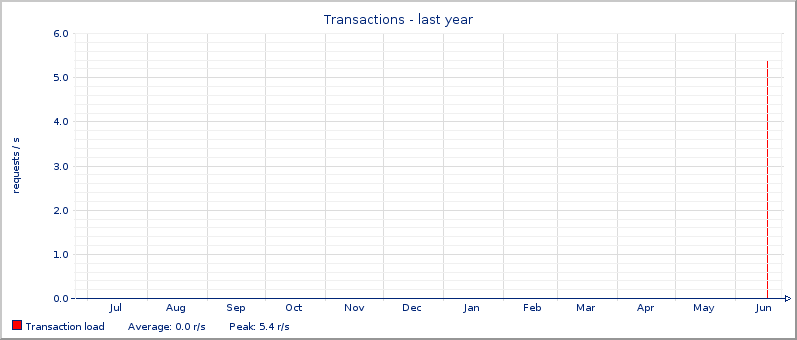 Transactions - last year
6.0
5.0
4.0
3.0
2.0
1.0
0.0
requests / s
Jul Aug Sep Oct Nov Dec Jan Feb Mar Apr May Jun
Transaction load Average: 0.0 r/s Peak: 5.4 r/s